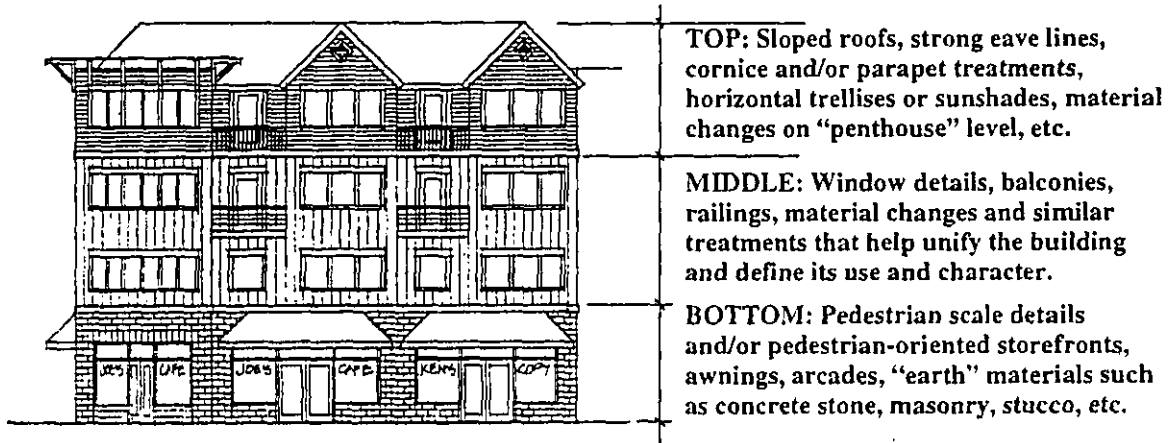 TOP: Sloped roofs, strong eave lines,
cornice and/or parapet treatments,
horizontal trellises or sunshades, material
changes on “penthouse” level, etc.
MIDDLE: Window details, balconies,
railings, material changes and similar
treatments that help unify the building
and define its use and character.
BOTTOM: Pedestrian scale details
and/or pedestrian-oriented storefronts,
awnings, arcades, “earth” materials such
as concrete stone, masonry, stucco, etc.
JOE'S CAFE JOE'S CAFE KEN'S COPY